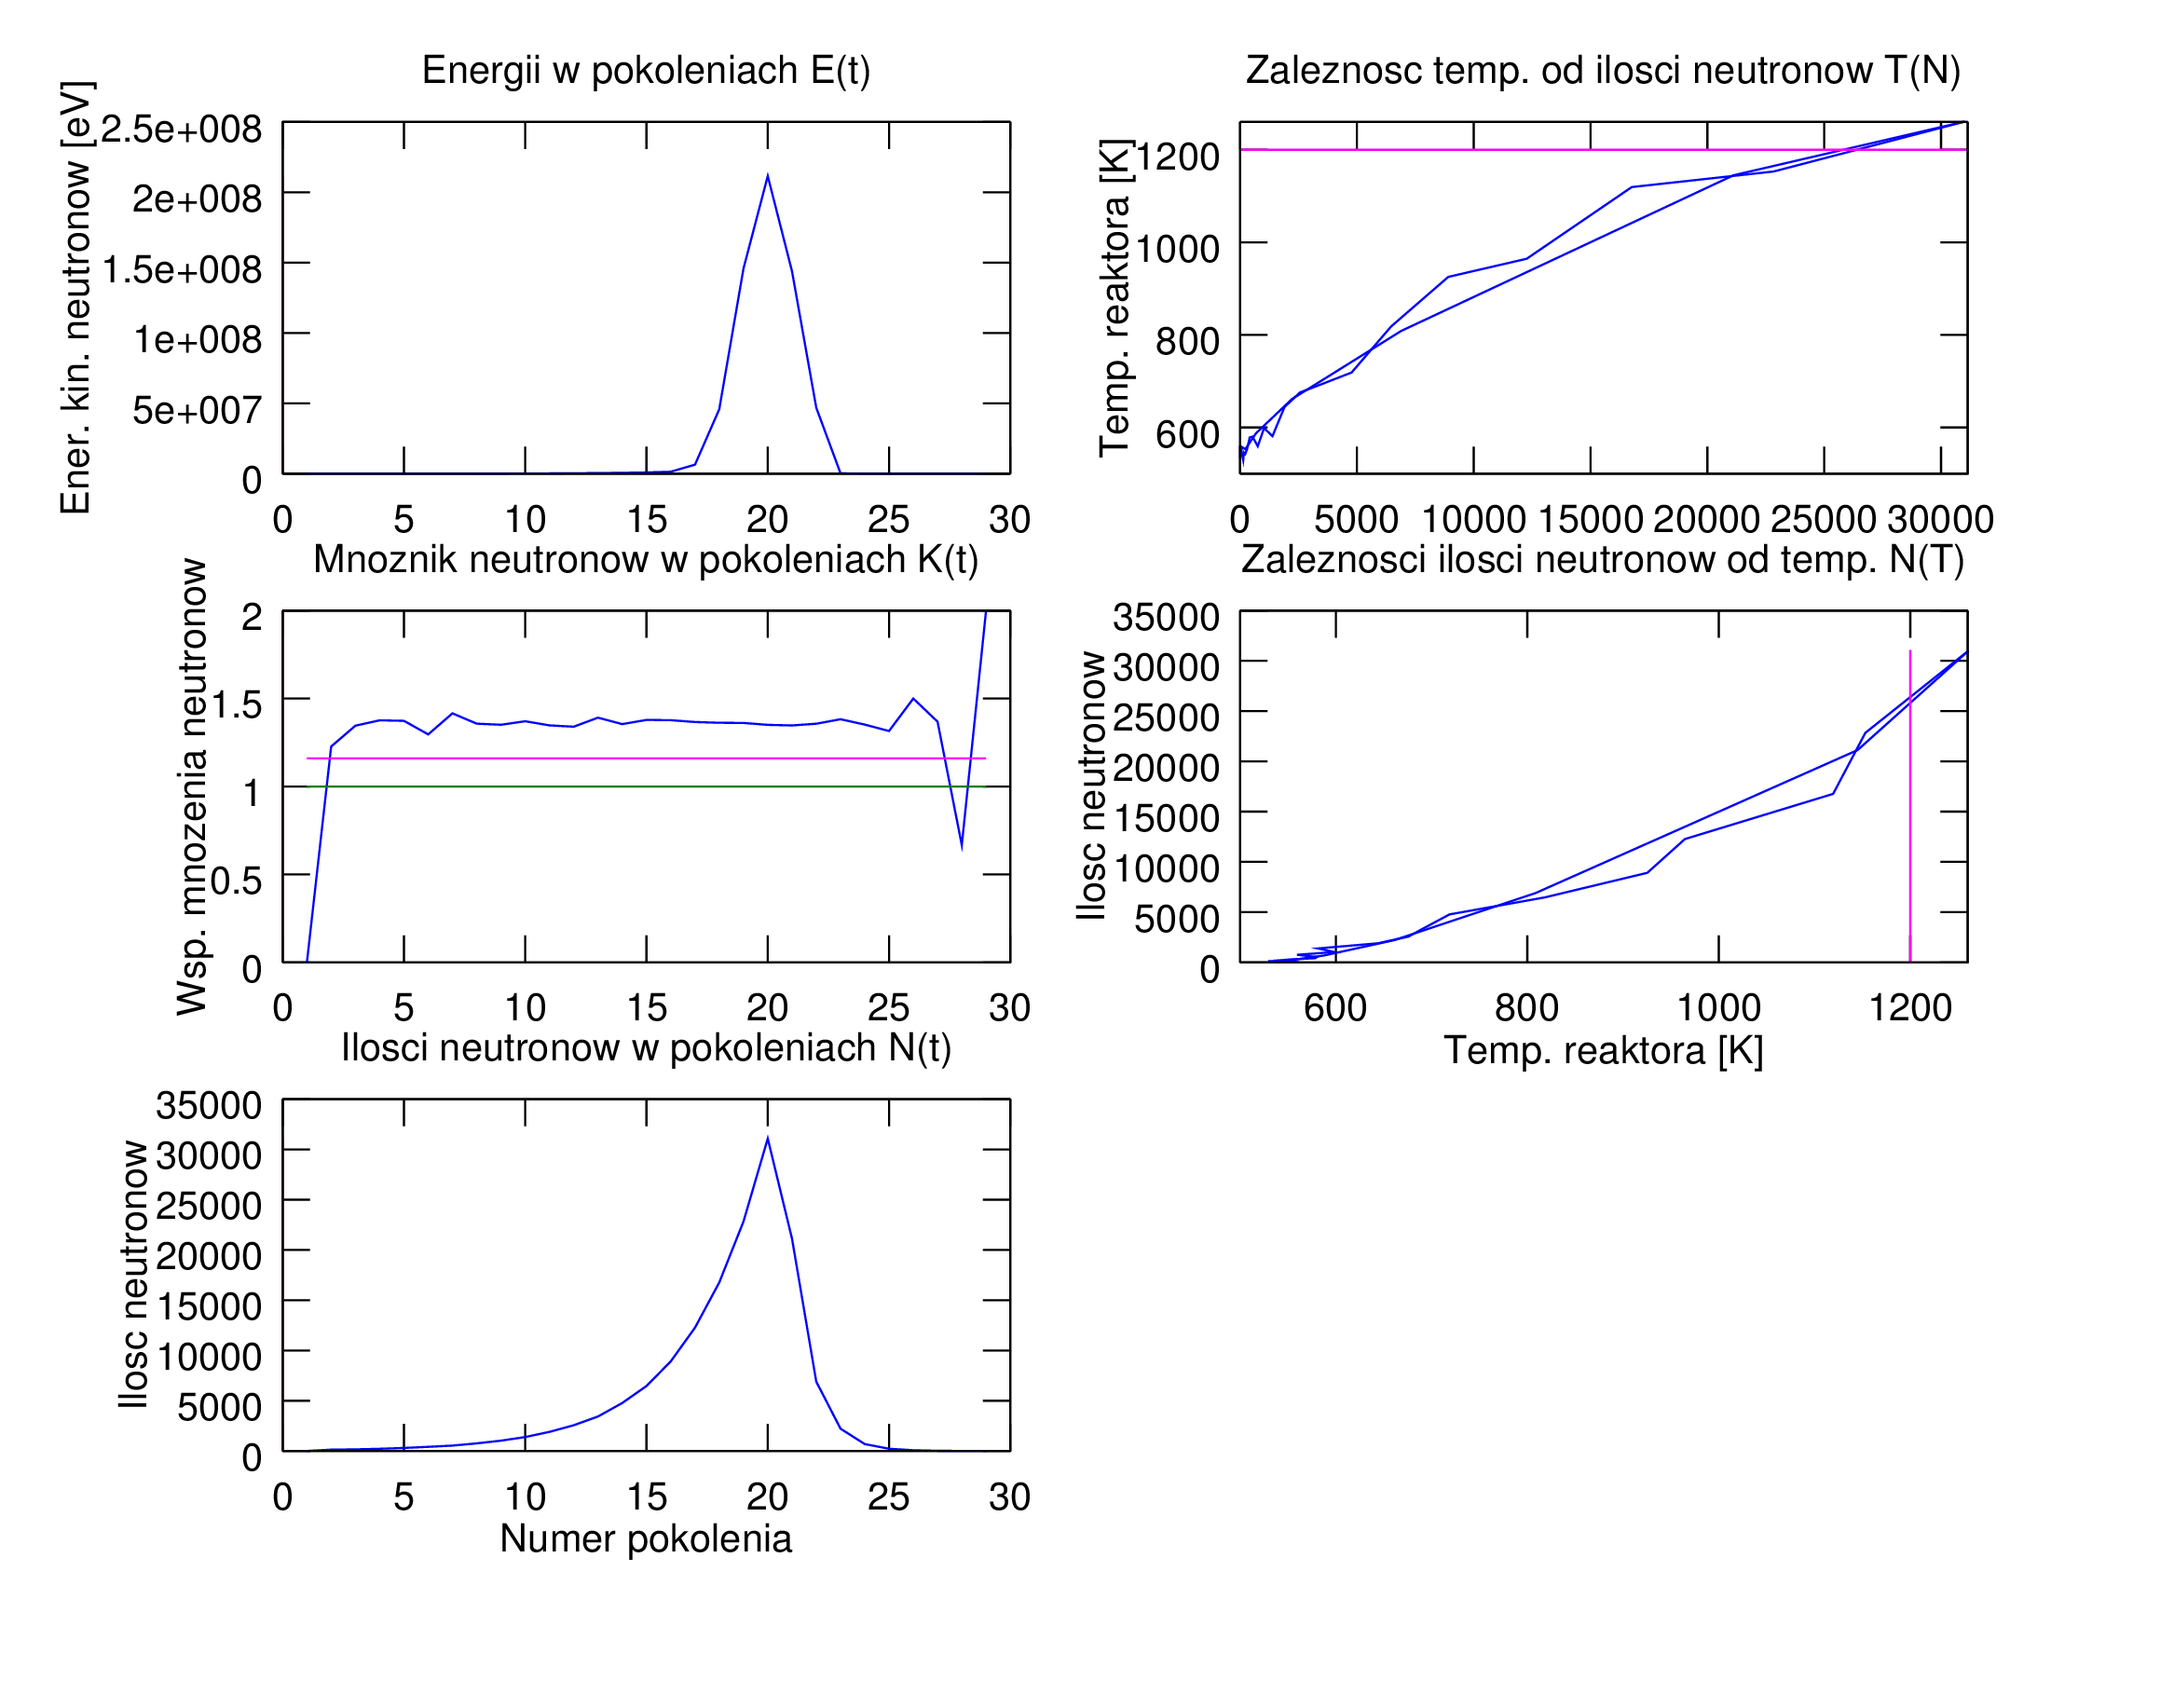 Energii w pokoleniach E(t)
Ener. kin. neutronow [eV]
2.5e+008
2e+008
1.5e+008
1e+008
5e+007
0
0 5 10 15 20 25 30
Zaleznosc temp. od ilosci neutronow T(N)
Temp. reaktora [K]
1200
1000
800
600
0 5000 10000 15000 20000 25000 30000
Mnoznik neutronow w pokoleniach K(t)
Wsp. mnozenia neutronow
2
1.5
1
0.5
0
0 5 10 15 20 25 30
Zaleznosci ilosci neutronow od temp. N(T)
Ilosc neutronow
35000
30000
25000
20000
15000
10000
5000
0
600 800 1000 1200
Temp. reaktora [K]
Ilosci neutronow w pokoleniach N(t)
Ilosc neutronow
35000
30000
25000
20000
15000
10000
5000
0
0 5 10 15 20 25 30
Numer pokolenia